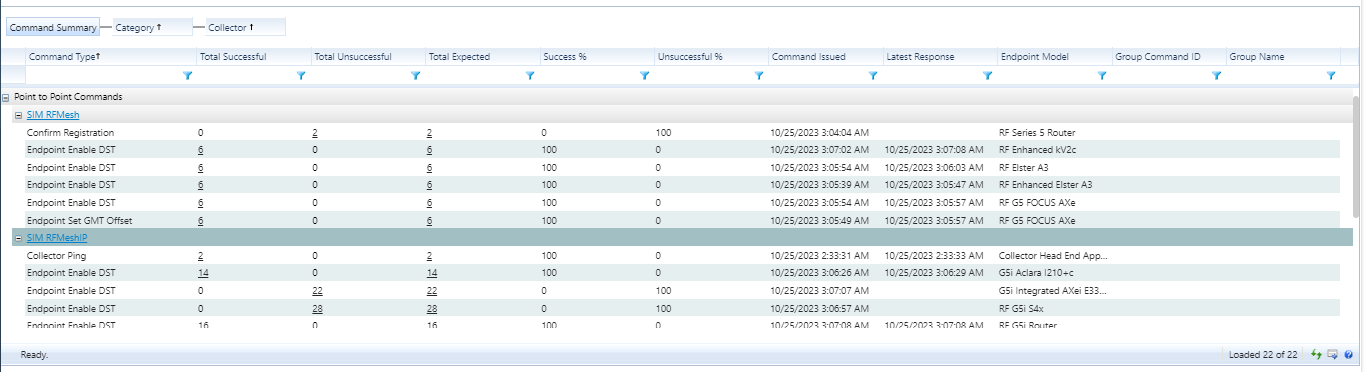 Command Summary Category ↑ Collector ↑
Command Type↑ Total Successful Total Unsuccessful Total Expected Success % Unsuccessful % Command Issued Latest Response Endpoint Model Group Command ID Group Name
Point to Point Commands
SIM RFMesh
Confirm Registration 0 2 2 0 100 10/25/2023 3:04:04 AM RF Series 5 Router
Endpoint Enable DST 6 0 6 100 0 10/25/2023 3:07:02 AM 10/25/2023 3:07:08 AM RF Enhanced kV2c
Endpoint Enable DST 6 0 6 100 0 10/25/2023 3:05:54 AM 10/25/2023 3:06:03 AM RF Elster A3
Endpoint Enable DST 6 0 6 100 0 10/25/2023 3:05:39 AM 10/25/2023 3:05:47 AM RF Enhanced Elster A3
Endpoint Enable DST 6 0 6 100 0 10/25/2023 3:05:54 AM 10/25/2023 3:05:57 AM RF G5 FOCUS AXe
Endpoint Set GMT Offset 6 0 6 100 0 10/25/2023 3:05:49 AM 10/25/2023 3:05:57 AM RF G5 FOCUS AXe
SIM RFMeshIP
Collector Ping 2 0 2 100 0 10/25/2023 2:33:31 AM 10/25/2023 2:33:33 AM Collector Head End App...
Endpoint Enable DST 14 0 14 100 0 10/25/2023 3:06:26 AM 10/25/2023 3:06:29 AM G5i Aclara I210+c
Endpoint Enable DST 0 22 22 0 100 10/25/2023 3:07:07 AM G5i Integrated AXei E33...
Endpoint Enable DST 0 28 28 0 100 10/25/2023 3:06:57 AM RF G5i S4x
Endpoint Enable DST 16 0 16 100 0 10/25/2023 3:07:08 AM 10/25/2023 3:07:08 AM RF G5i Router
Ready. Loaded 22 of 22